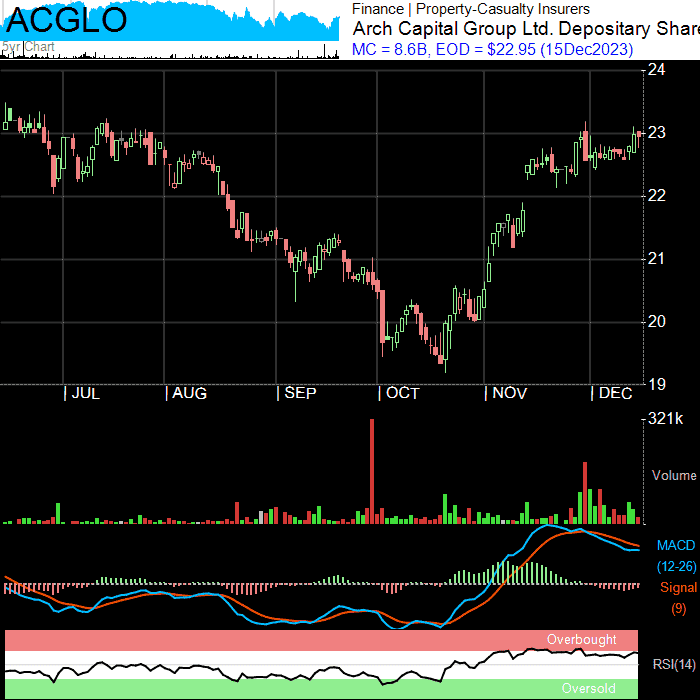 ACGLO
5yr Chart
Finance | Property-Casualty Insurers
Arch Capital Group Ltd. Depositary Share
MC = 8.6B, EOD = $22.95 (15Dec2023)
24
23
22
21
20
19
| JUL | AUG | SEP | OCT | NOV | DEC
321k
Volume
MACD
(12-26)
Signal
(9)
Overbought
RSI(14)
Oversold